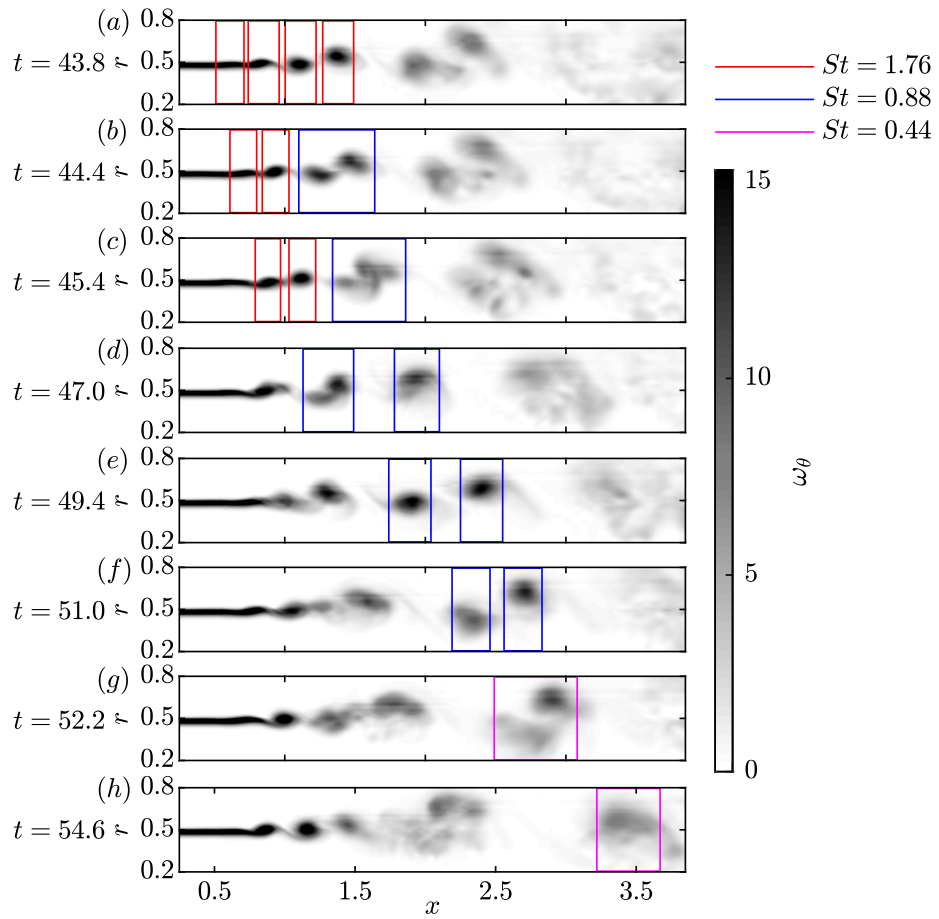 (a) 0.8
t = 43.8 r 0.5
0.2
St = 1.76
St = 0.88
St = 0.44
(b) 0.8
t = 44.4 r 0.5
0.2
(c) 0.8
t = 45.4 r 0.5
0.2
(d) 0.8
t = 47.0 r 0.5
0.2
(e) 0.8
t = 49.4 r 0.5
0.2
(f) 0.8
t = 51.0 r 0.5
0.2
(g) 0.8
t = 52.2 r 0.5
0.2
(h) 0.8
t = 54.6 r 0.5
0.2
0.5 1.5 2.5 3.5
x
15
10
5
0
ω_θ